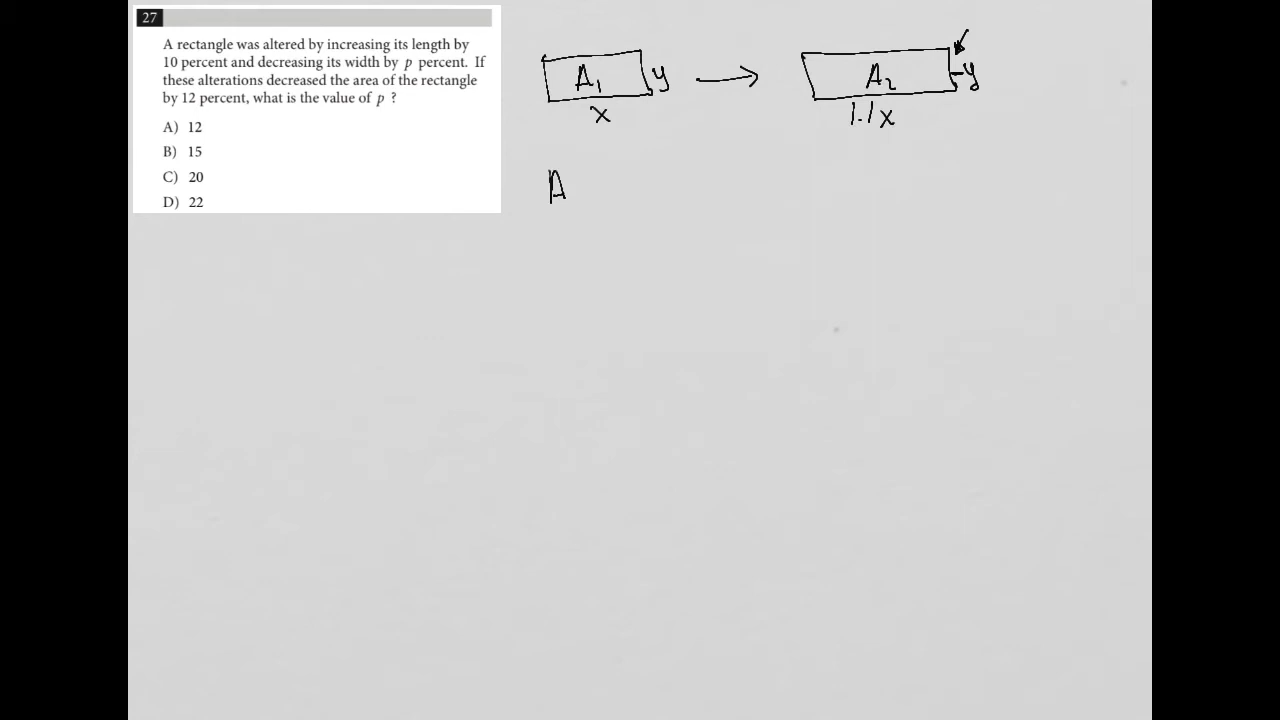 27
A rectangle was altered by increasing its length by
10 percent and decreasing its width by p percent. If
these alterations decreased the area of the rectangle
by 12 percent, what is the value of p ?
A) 12
B) 15
C) 20
D) 22
A₁ y → A₂ -y
x 1.1x
A